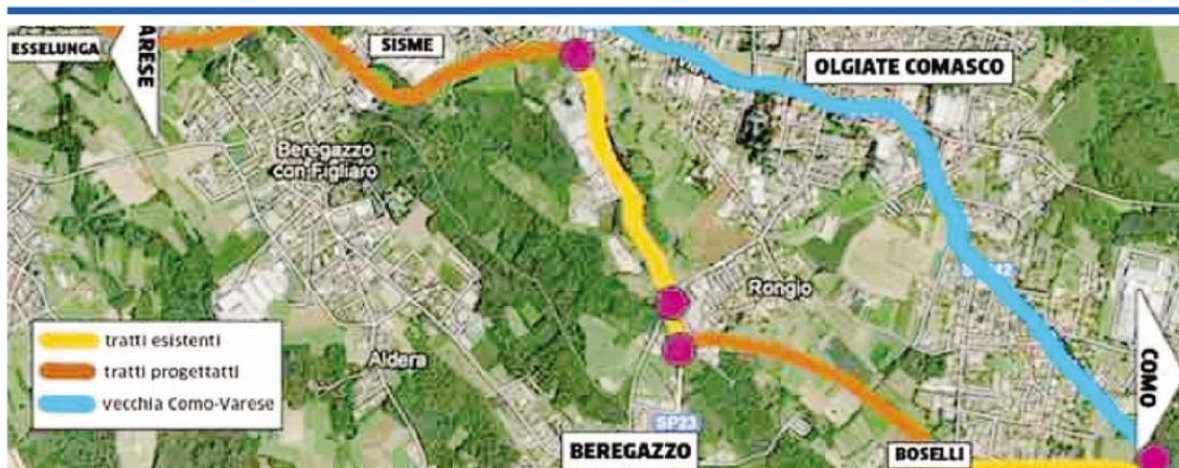 ESSELUNGA
ARESE
SISME
OLGIATE COMASCO
Beregazzo
con Figliaro
Rongio
tratti esistenti
tratti progettatti
vecchia Como-Varese
Aldera
COMO
SP23
BEREGAZZO
BOSELLI